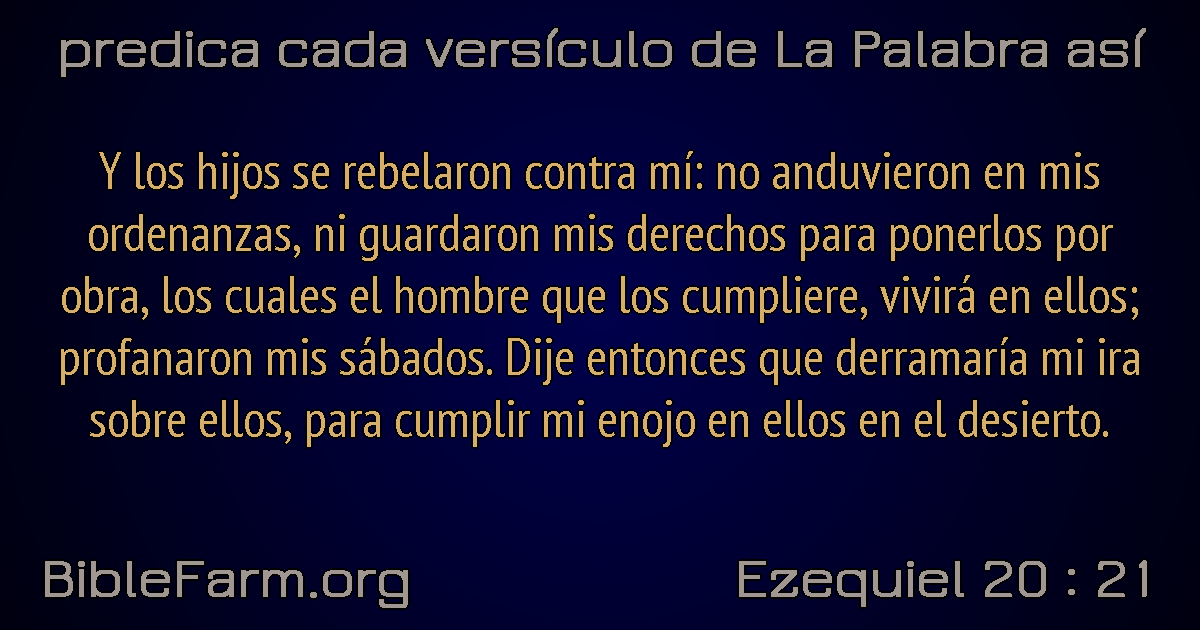 predica cada versículo de La Palabra así
Y los hijos se rebelaron contra mí: no anduvieron en mis
ordenanzas, ni guardaron mis derechos para ponerlos por
obra, los cuales el hombre que los cumpliere, vivirá en ellos;
profanaron mis sábados. Dije entonces que derramaría mi ira
sobre ellos, para cumplir mi enojo en ellos en el desierto.
BibleFarm.org
Ezequiel 20 : 21